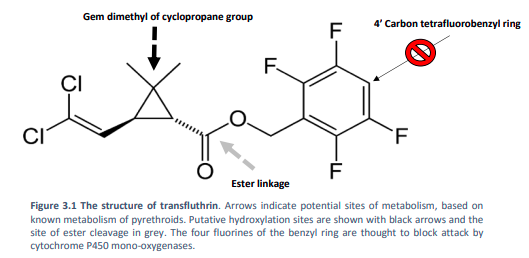 Gem dimethyl of cyclopropane group
4’ Carbon tetrafluorobenzyl ring
F
F
Cl
Cl
O
O
F
F
Ester linkage
Figure 3.1 The structure of transfluthrin. Arrows indicate potential sites of metabolism, based on
known metabolism of pyrethroids. Putative hydroxylation sites are shown with black arrows and the
site of ester cleavage in grey. The four fluorines of the benzyl ring are thought to block attack by
cytochrome P450 mono-oxygenases.